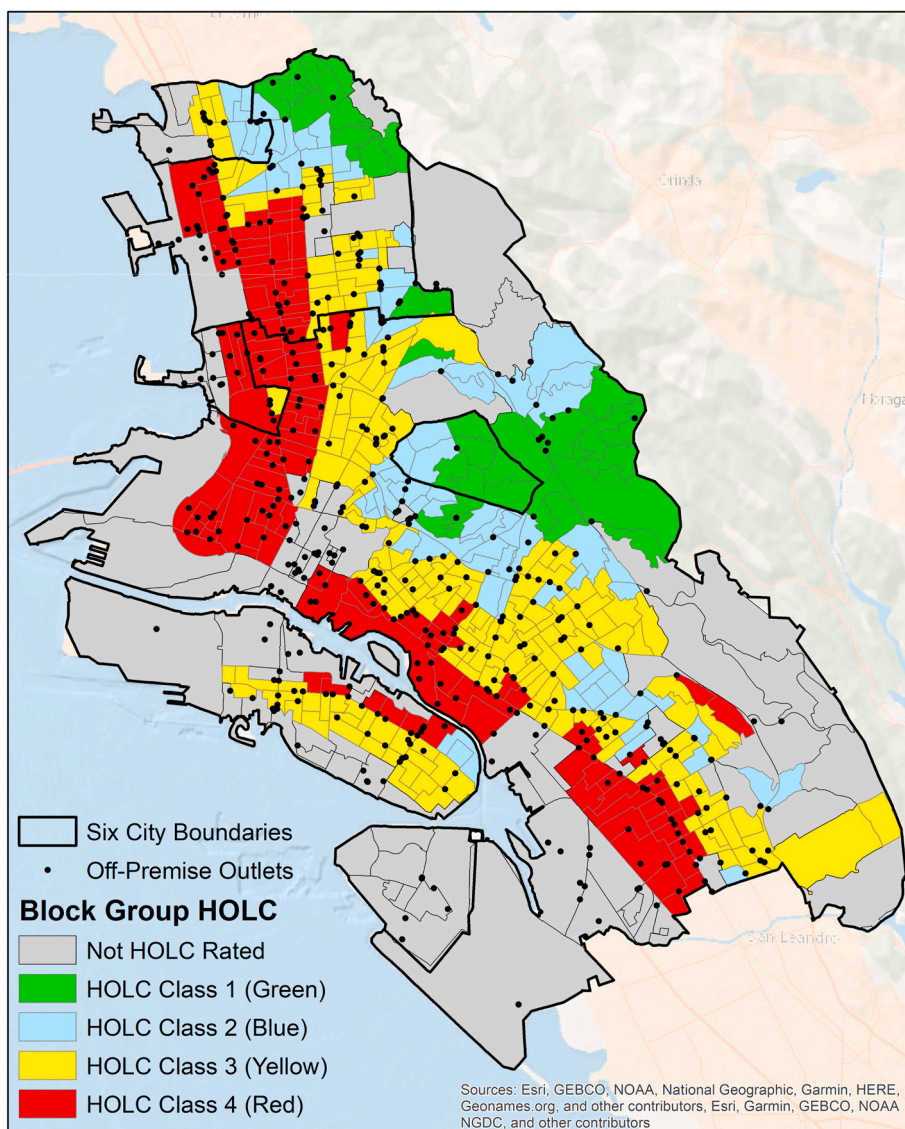 Orinda
Six City Boundaries
Off-Premise Outlets
Block Group HOLC
Not HOLC Rated
HOLC Class 1 (Green)
HOLC Class 2 (Blue)
HOLC Class 3 (Yellow)
HOLC Class 4 (Red)
San Leandro
Sources: Esri, GEBCO, NOAA, National Geographic, Garmin, HERE,
Geonames.org, and other contributors, Esri, Garmin, GEBCO, NOAA
NGDC, and other contributors